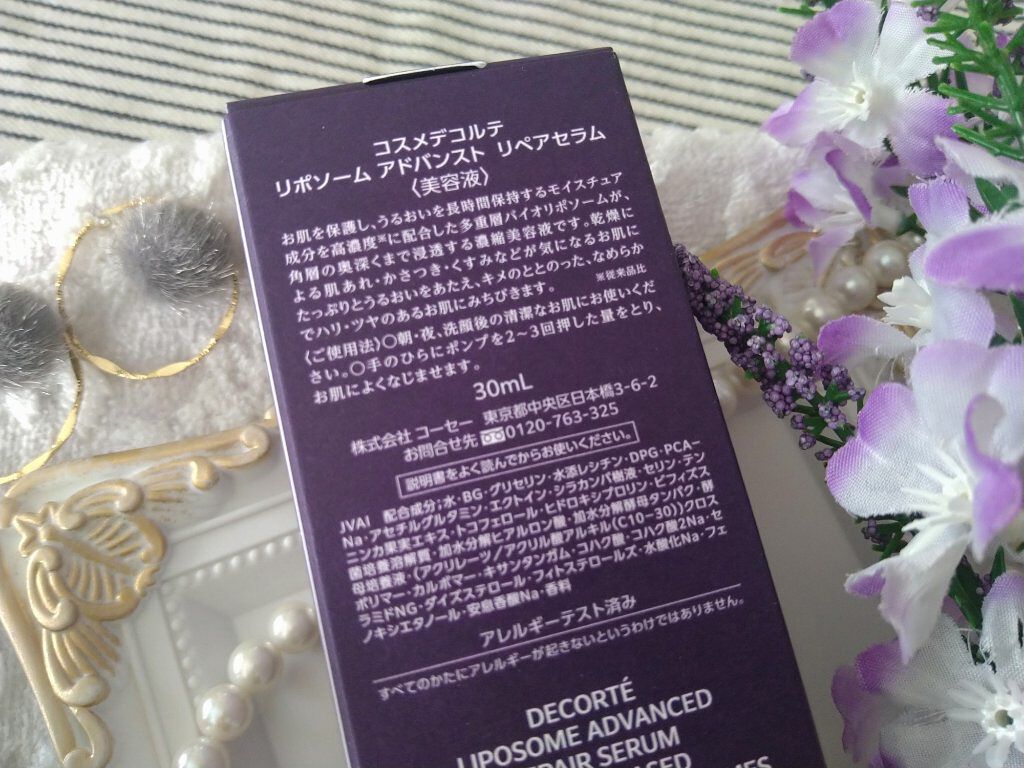 コスメデコルテ
リポソーム アドバンスト リペアセラム
〈美容液〉
お肌を保護し、うるおいを長時間保持するモイスチュア
成分を高濃度※に配合した多重層バイオリポソームが、
角層の奥深くまで浸透する濃縮美容液です。乾燥に
よる肌あれ・かさつき・くすみなどが気になるお肌に
たっぷりとうるおいをあたえ、キメのととのった、なめらか
でハリ・ツヤのあるお肌にみちびきます。 ※従来品比
〈ご使用法〉○朝・夜、洗顔後の清潔なお肌にお使いくだ
さい。○手のひらにポンプを2～3回押した量をとり、
お肌によくなじませます。
30mL
株式会社 コーセー 東京都中央区日本橋3-6-2
お問合せ先 0120-763-325
説明書をよく読んでからお使いください。
JVAI 配合成分：水・BG・グリセリン・水添レシチン・DPG・PCA-
Na・アセチルグルタミン・エクトイン・シラカンバ樹液・セリン・テン
ニンカ果実エキス・トコフェロール・ヒドロキシプロリン・ビフィズス
菌培養溶解質・加水分解ヒアルロン酸・加水分解酵母タンパク・酵
母培養液・(アクリレーツ/アクリル酸アルキル(C10-30))クロス
ポリマー・カルボマー・キサンタンガム・コハク酸・コハク酸2Na・セ
ラミドNG・ダイズステロール・フィトステロールズ・水酸化Na・フェ
ノキシエタノール・安息香酸Na・香料
アレルギーテスト済み
すべてのかたにアレルギーが起きないというわけではありません。
DECORTÉ
LIPOSOME ADVANCED
REPAIR SERUM